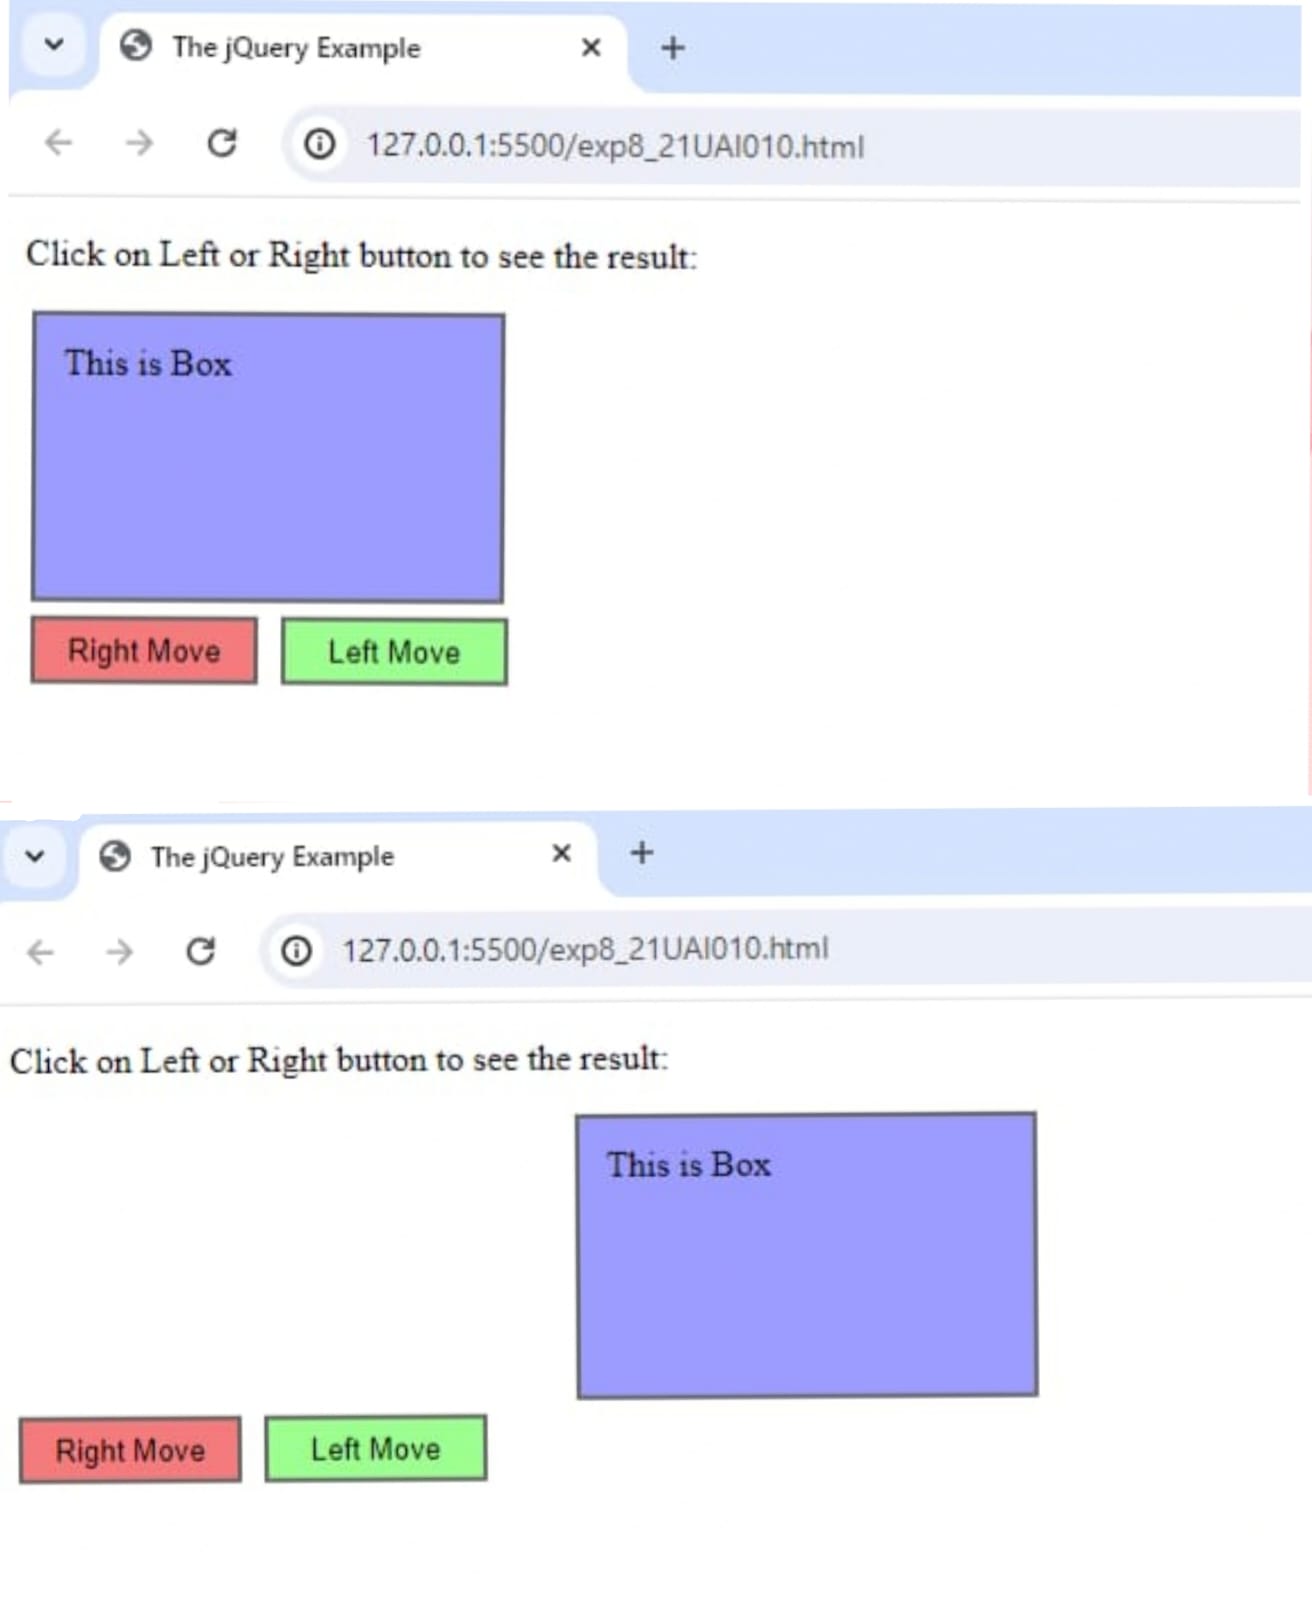 The jQuery Example
127.0.0.1:5500/exp8_21UAI010.html
Click on Left or Right button to see the result:
This is Box
Right Move Left Move
The jQuery Example
127.0.0.1:5500/exp8_21UAI010.html
Click on Left or Right button to see the result:
This is Box
Right Move Left Move